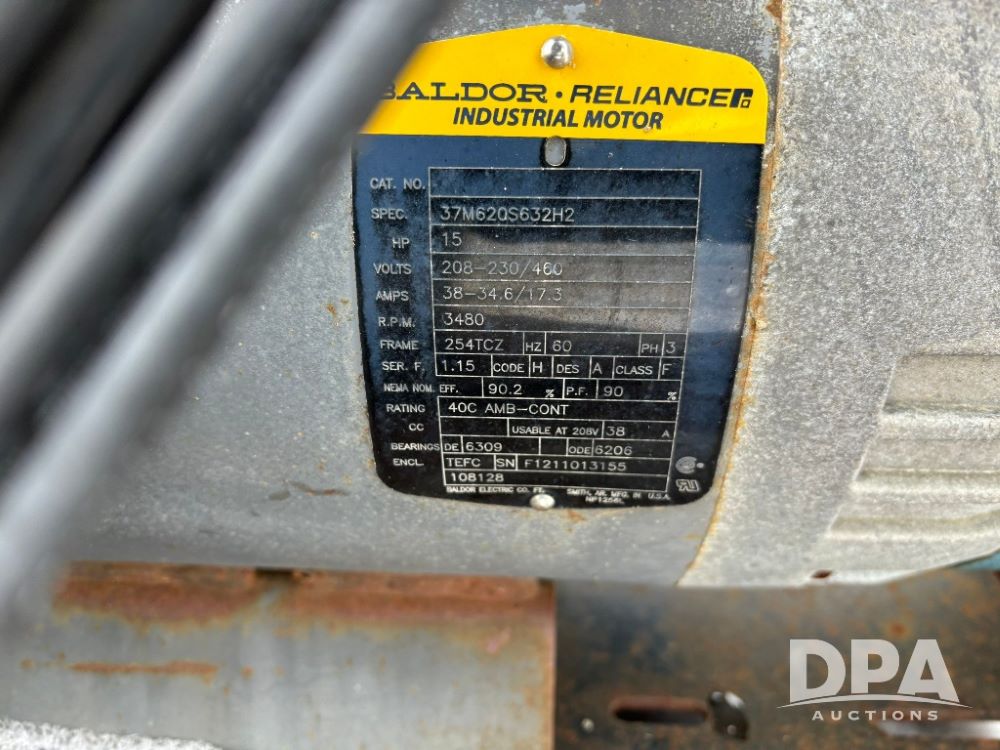 BALDOR · RELIANCE
INDUSTRIAL MOTOR
CAT. NO.
SPEC. 37M62QS632H2
HP 15
VOLTS 208-230/460
AMPS 38-34.6/17.3
R.P.M. 3480
FRAME 254TCZ HZ 60 PH 3
SER. F. 1.15 CODE H DES A CLASS F
NEMA NOM. EFF. 90.2 % P.F. 90 %
RATING 40C AMB-CONT
CC USABLE AT 208V 38 A
BEARINGS DE 6309 ODE 6206
ENCL. TEFC SN F1211013155
108128
BALDOR ELECTRIC CO. FT. SMITH, AR. MFG. IN U.S.A.
NP1256L
DPA
AUCTIONS